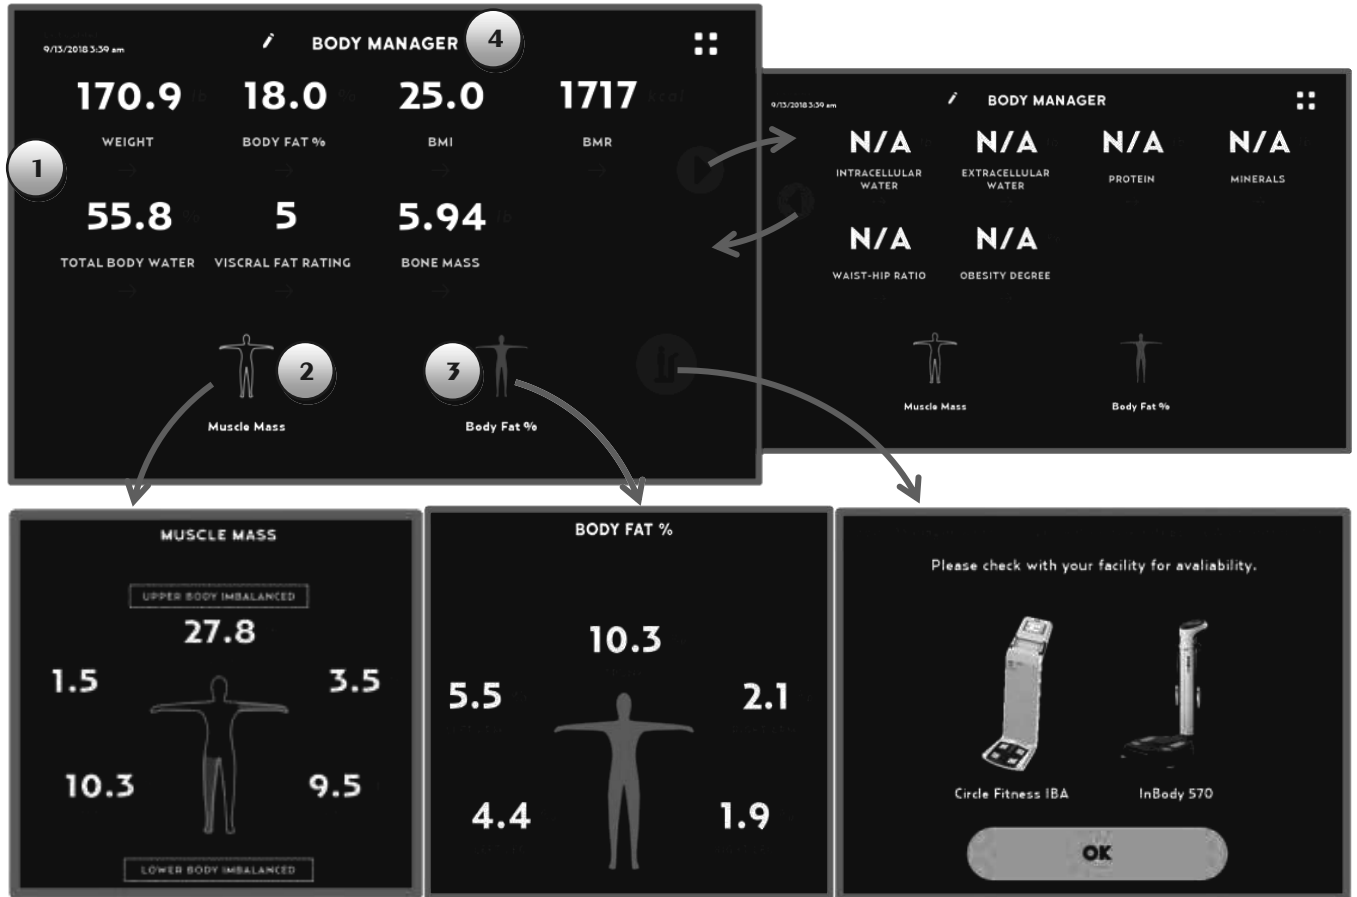 9/13/2018 3:39 am
BODY MANAGER
4
170.9 lb
18.0 %
25.0
1717 kcal
WEIGHT
BODY FAT %
BMI
BMR
1
55.8 %
5
5.94 lb
TOTAL BODY WATER
VISCRAL FAT RATING
BONE MASS
2
3
Muscle Mass
Body Fat %
9/13/2018 3:39 am
BODY MANAGER
N/A
N/A
N/A
N/A
INTRACELLULAR
WATER
EXTRACELLULAR
WATER
PROTEIN
MINERALS
N/A
N/A
WAIST-HIP RATIO
OBESITY DEGREE
Muscle Mass
Body Fat %
MUSCLE MASS
UPPER BODY IMBALANCED
27.8
1.5
3.5
10.3
9.5
LOWER BODY IMBALANCED
BODY FAT %
10.3
5.5
2.1
4.4
1.9
Please check with your facility for avaliability.
Circle Fitness IBA
InBody 570
OK